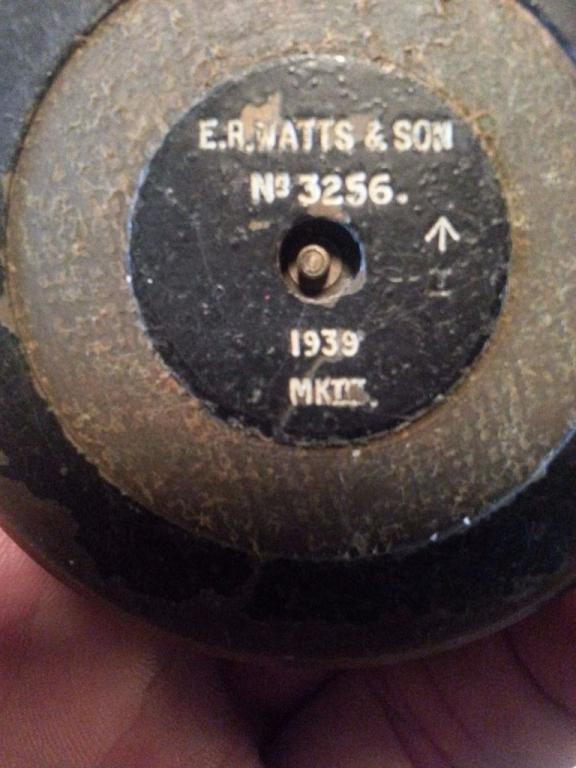 E.R.WATTS & SON
Nº 3256.
↑
I
1939
MKIII.